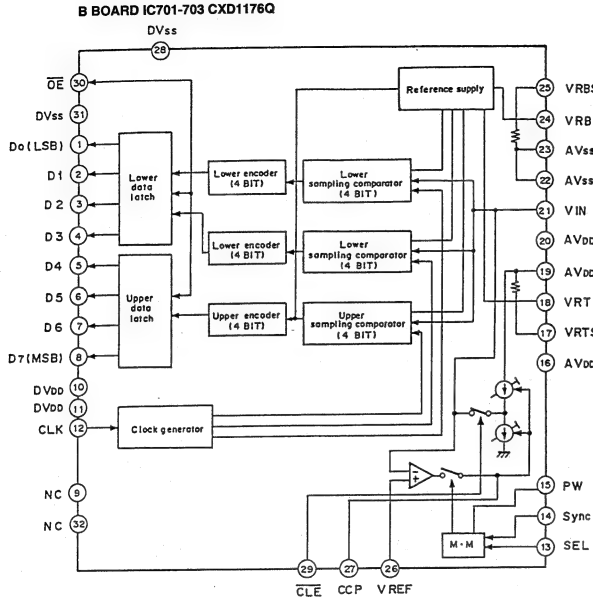 B BOARD IC701-703 CXD1176Q
DVss
28
OE
30
DVss
31
D0(LSB)
1
D1
2
D2
3
D3
4
D4
5
D5
6
D6
7
D7(MSB)
8
DVDD
10
DVDD
11
CLK
12
NC
9
NC
32
Lower
data
latch
Upper
data
latch
Lower encoder
(4 BIT)
Lower encoder
(4 BIT)
Upper encoder
(4 BIT)
Lower
sampling comparator
(4 BIT)
Lower
sampling comparator
(4 BIT)
Upper
sampling comparator
(4 BIT)
Reference supply
Clock generator
−
+
M・M
25
VRBS
24
VRB
23
AVss
22
AVss
21
VIN
20
AVDD
19
AVDD
18
VRT
17
VRTS
16
AVDD
15
PW
14
Sync
13
SEL
29
27
26
CLE
CCP
VREF